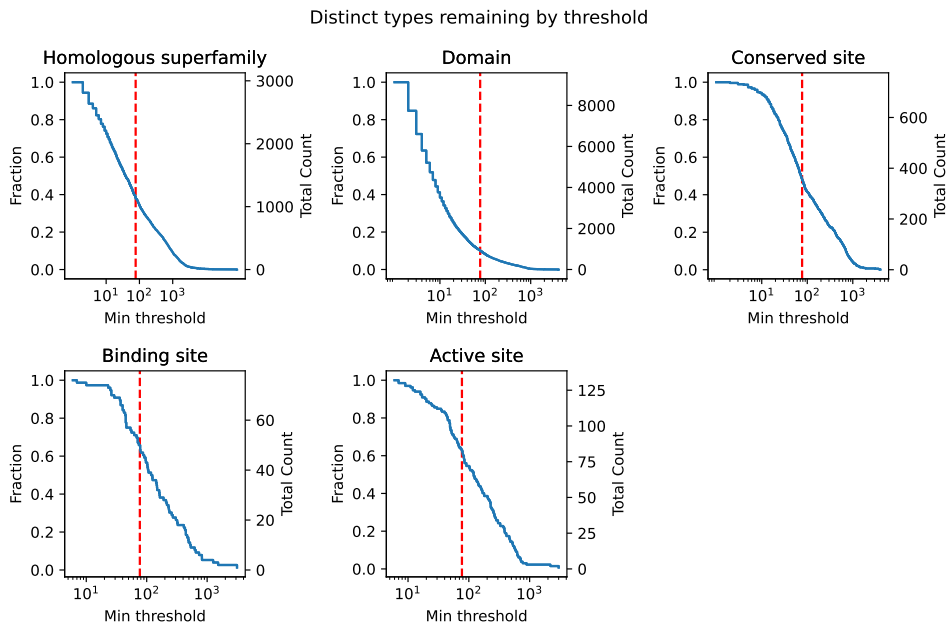 Distinct types remaining by threshold
Homologous superfamily
1.0
0.8
0.6
0.4
0.2
0.0
Fraction
3000
2000
1000
0
Total Count
10¹ 10² 10³
Min threshold
Domain
1.0
0.8
0.6
0.4
0.2
0.0
Fraction
8000
6000
4000
2000
0
Total Count
10¹ 10² 10³
Min threshold
Conserved site
1.0
0.8
0.6
0.4
0.2
0.0
Fraction
600
400
200
0
Total Count
10¹ 10² 10³
Min threshold
Binding site
1.0
0.8
0.6
0.4
0.2
0.0
Fraction
60
40
20
0
Total Count
10¹ 10² 10³
Min threshold
Active site
1.0
0.8
0.6
0.4
0.2
0.0
Fraction
125
100
75
50
25
0
Total Count
10¹ 10² 10³
Min threshold